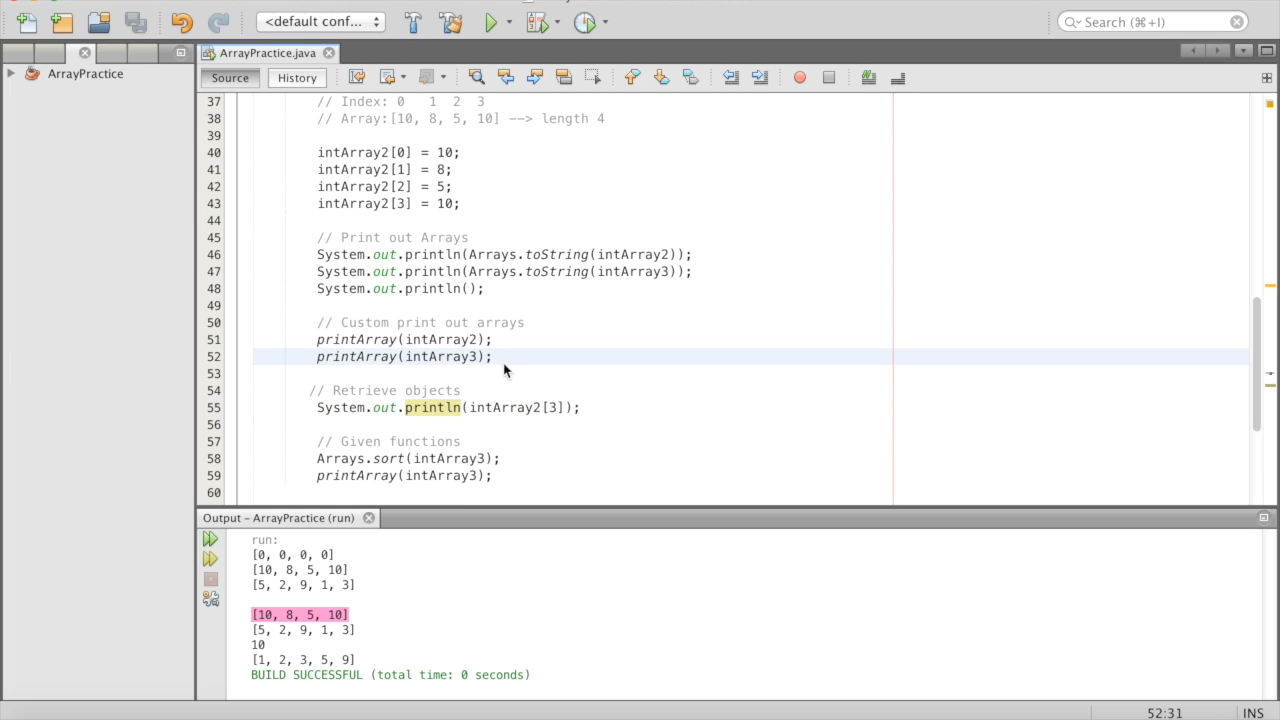 <default conf...
Search (⌘+I)
ArrayPractice.java
ArrayPractice
Source
History
37 // Index: 0 1 2 3
38 // Array:[10, 8, 5, 10] --> length 4
39
40 intArray2[0] = 10;
41 intArray2[1] = 8;
42 intArray2[2] = 5;
43 intArray2[3] = 10;
44
45 // Print out Arrays
46 System.out.println(Arrays.toString(intArray2));
47 System.out.println(Arrays.toString(intArray3));
48 System.out.println();
49
50 // Custom print out arrays
51 printArray(intArray2);
52 printArray(intArray3);
53
54 // Retrieve objects
55 System.out.println(intArray2[3]);
56
57 // Given functions
58 Arrays.sort(intArray3);
59 printArray(intArray3);
60
Output – ArrayPractice (run)
run:
[0, 0, 0, 0]
[10, 8, 5, 10]
[5, 2, 9, 1, 3]
[10, 8, 5, 10]
[5, 2, 9, 1, 3]
10
[1, 2, 3, 5, 9]
BUILD SUCCESSFUL (total time: 0 seconds)
52:31
INS